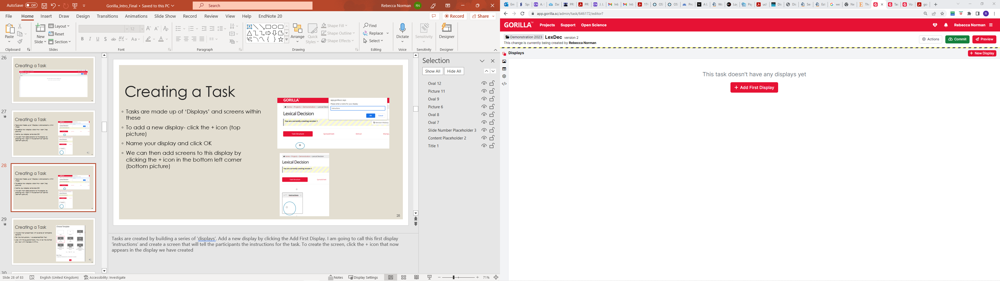 AutoSave Off Gorilla_Intro_Final • Saved to this PC Search Rebecca Norman RN
File Home Insert Draw Design Transitions Animations Slide Show Record Review View Help EndNote 20 Record Share
Paste New Slide Layout Reset Section 12 Arrange Quick Styles Shape Fill Shape Outline Shape Effects Find Replace Select Dictate Sensitivity Designer
Clipboard Slides Font Paragraph Drawing Editing Voice Sensitivity Designer
26
Creating a Task
27
Creating a Task
28
Creating a Task
29
Creating a Task
Choose Template
30
Creating a Task
Tasks are made up of ‘Displays’ and screens within
these
To add a new display- click the + icon (top
picture)
Name your display and click OK
We can then add screens to this display by
clicking the + icon in the bottom left corner
(bottom picture)
GORILLA
app.gorilla.sc says
Please enter a name for your display
Instructions
OK Cancel
Home > Projects > Demonstration > Lexical Decis
Lexical Decision
You are currently creating version 1
Version History
Task Structure Spreadsheet Stimuli Manipu
Home > Projects > Demonstration > Lexical Decision
Lexical Decision
You are currently creating version 1
Task Structure Spreadsheet
Instructions
28
Tasks are created by building a series of ‘displays’. Add a new display by clicking the Add First Display. I am going to call this first display
‘instructions’ and create a screen that will tell the participants the instructions for the task. To create the screen, click the + icon that now
appears in the display we have created
Selection
Show All Hide All
Oval 12
Picture 11
Oval 9
Picture 6
Oval 8
Oval 7
Slide Number Placeholder 3
Content Placeholder 2
Title 1
Slide 28 of 83 English (United Kingdom) Accessibility: Investigate Notes Display Settings 71%
app.gorilla.sc/admin/task/646172/editor?
GORILLA™ Projects Support Open Science Rebecca Norman
Demonstration 2023 LexDec version 2 Actions Commit Preview
This change is currently being created by Rebecca Norman
Displays + New Display
This task doesn't have any displays yet
+ Add First Display